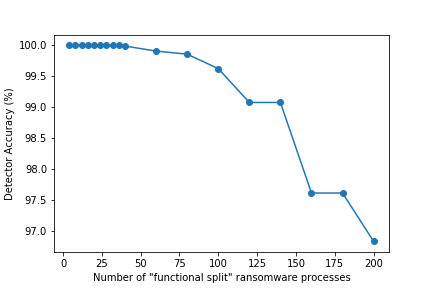 100.0
99.5
99.0
98.5
98.0
97.5
97.0
Detector Accuracy (%)
0 25 50 75 100 125 150 175 200
Number of "functional split" ransomware processes